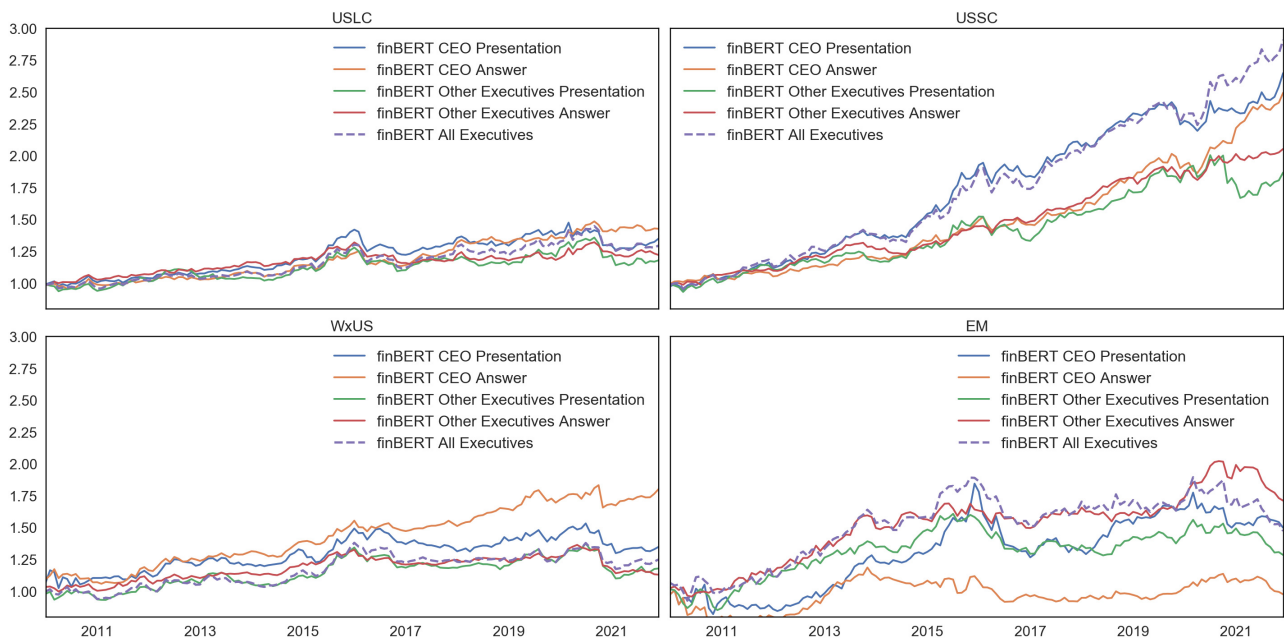 USLC
3.00
2.75
2.50
2.25
2.00
1.75
1.50
1.25
1.00
finBERT CEO Presentation
finBERT CEO Answer
finBERT Other Executives Presentation
finBERT Other Executives Answer
finBERT All Executives
USSC
finBERT CEO Presentation
finBERT CEO Answer
finBERT Other Executives Presentation
finBERT Other Executives Answer
finBERT All Executives
WxUS
3.00
2.75
2.50
2.25
2.00
1.75
1.50
1.25
1.00
finBERT CEO Presentation
finBERT CEO Answer
finBERT Other Executives Presentation
finBERT Other Executives Answer
finBERT All Executives
2011 2013 2015 2017 2019 2021
EM
finBERT CEO Presentation
finBERT CEO Answer
finBERT Other Executives Presentation
finBERT Other Executives Answer
finBERT All Executives
2011 2013 2015 2017 2019 2021